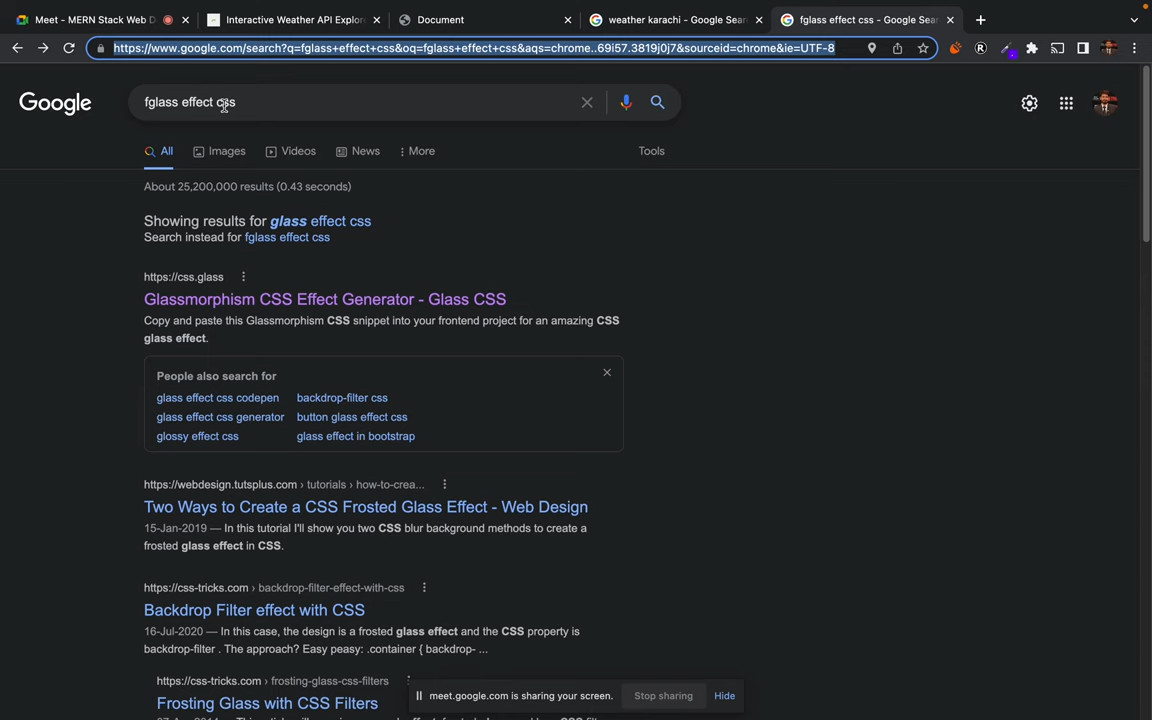 Meet - MERN Stack Web D
Interactive Weather API Explor
Document
weather karachi - Google Sear
fglass effect css - Google Sear
https://www.google.com/search?q=fglass+effect+css&oq=fglass+effect+css&aqs=chrome..69i57.3819j0j7&sourceid=chrome&ie=UTF-8
Google
fglass effect css
All
Images
Videos
News
More
Tools
About 25,200,000 results (0.43 seconds)
Showing results for glass effect css
Search instead for fglass effect css
https://css.glass
Glassmorphism CSS Effect Generator - Glass CSS
Copy and paste this Glassmorphism CSS snippet into your frontend project for an amazing CSS
glass effect.
People also search for
glass effect css codepen
backdrop-filter css
glass effect css generator
button glass effect css
glossy effect css
glass effect in bootstrap
https://webdesign.tutsplus.com › tutorials › how-to-crea...
Two Ways to Create a CSS Frosted Glass Effect - Web Design
15-Jan-2019 — In this tutorial I'll show you two CSS blur background methods to create a
frosted glass effect in CSS.
https://css-tricks.com › backdrop-filter-effect-with-css
Backdrop Filter effect with CSS
16-Jul-2020 — In this case, the design is a frosted glass effect and the CSS property is
backdrop-filter . The approach? Easy peasy: .container { backdrop- ...
https://css-tricks.com › frosting-glass-css-filters
Frosting Glass with CSS Filters
meet.google.com is sharing your screen.
Stop sharing
Hide